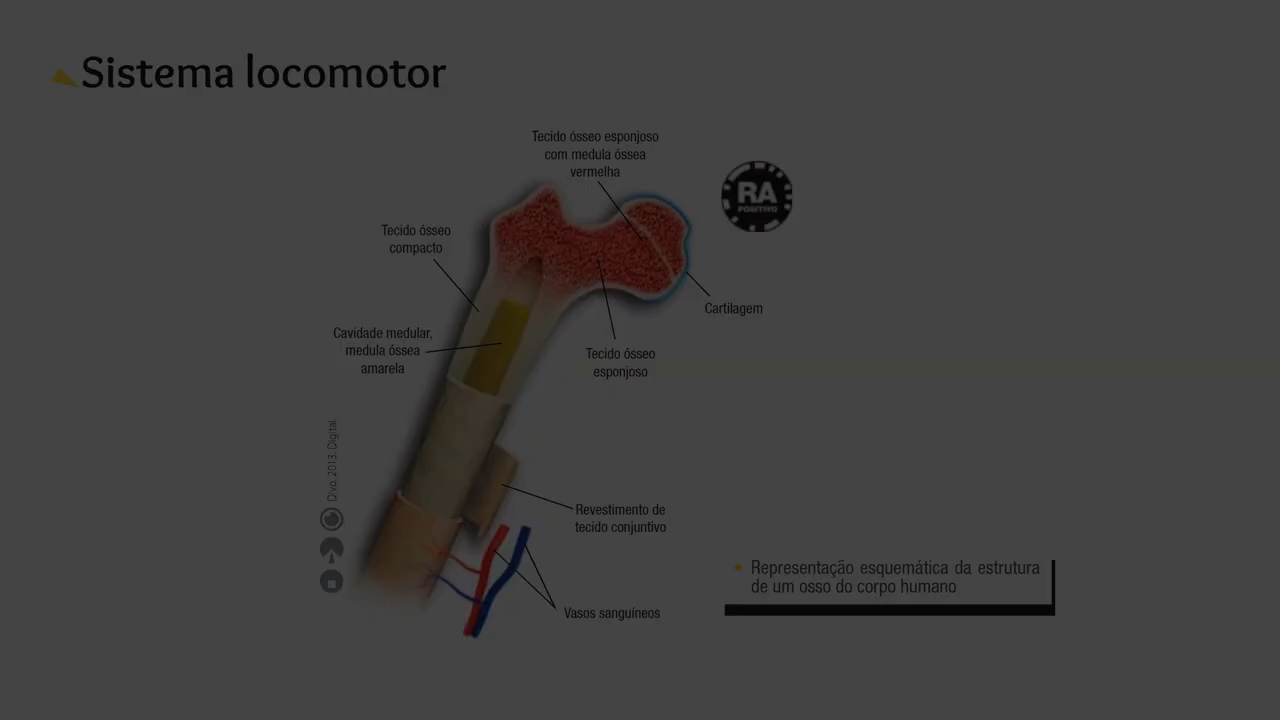 Sistema locomotor
Tecido ósseo esponjoso
com medula óssea
vermelha
RA
POSITIVO
Tecido ósseo
compacto
Cartilagem
Cavidade medular,
medula óssea
amarela
Tecido ósseo
esponjoso
Divo. 2013. Digital.
Revestimento de
tecido conjuntivo
Representação esquemática da estrutura
de um osso do corpo humano
Vasos sanguíneos